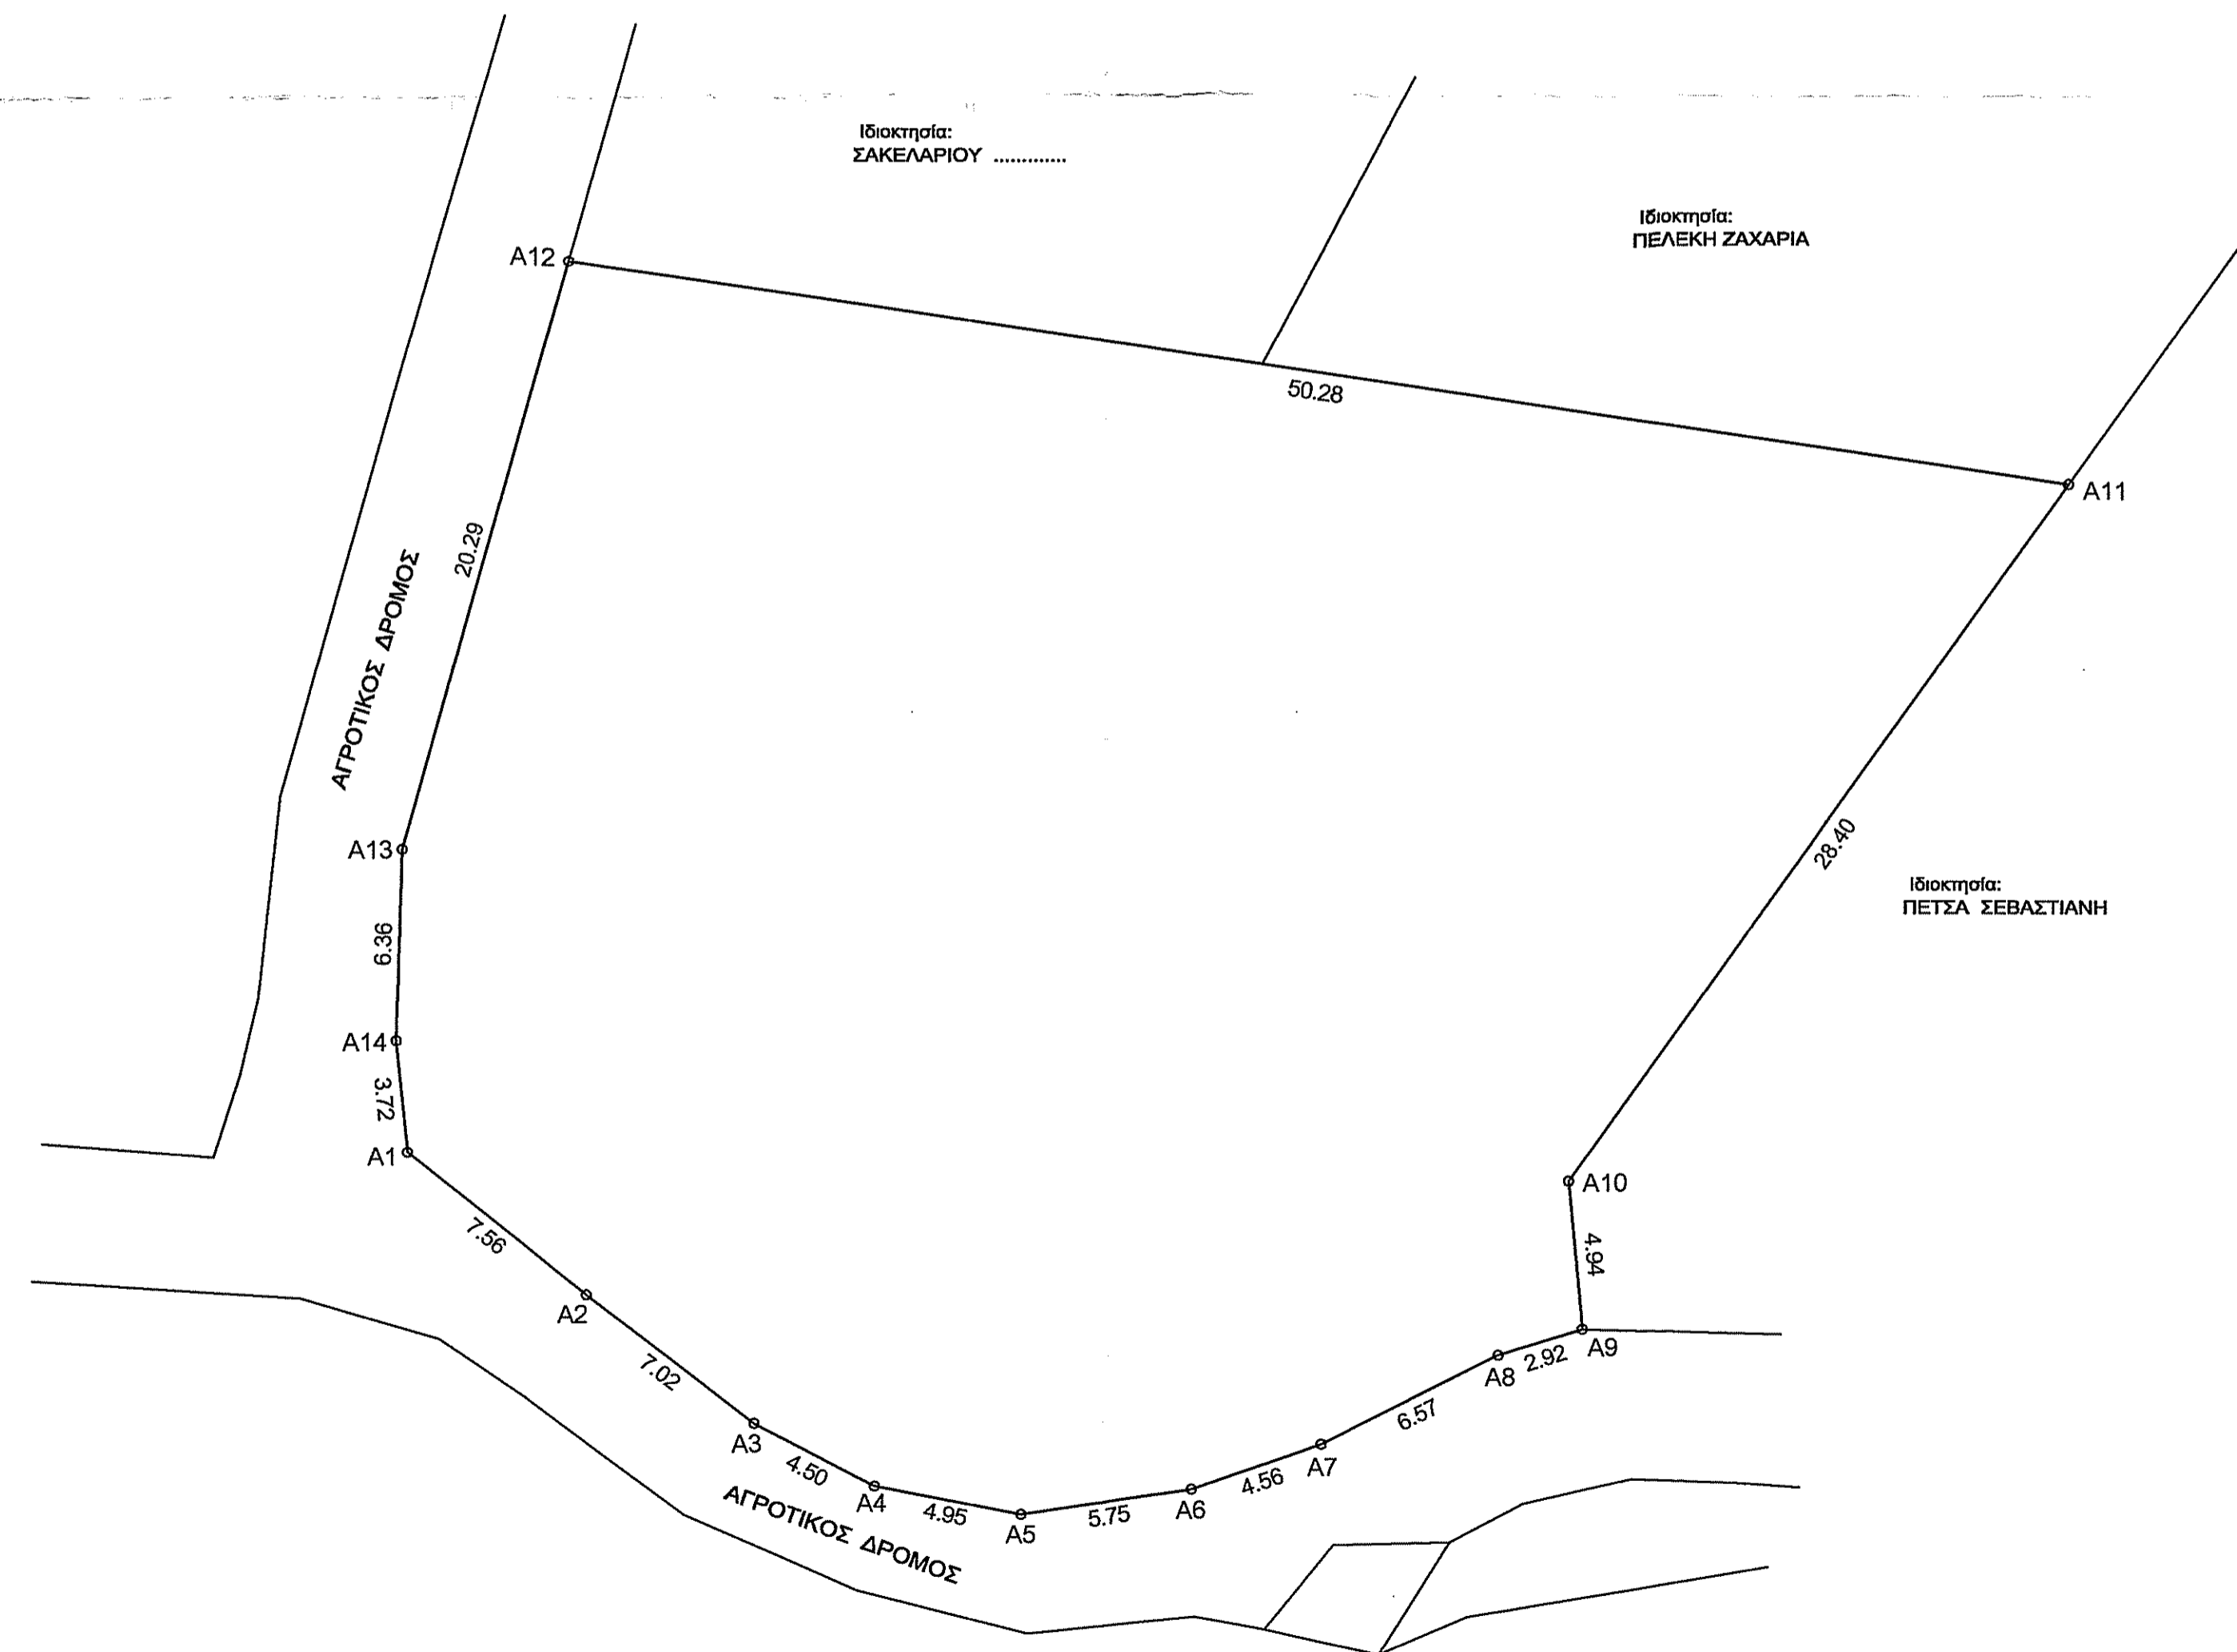 Ιδιοκτησία:
ΣΑΚΕΛΑΡΙΟΥ .............
Ιδιοκτησία:
ΠΕΛΕΚΗ ΖΑΧΑΡΙΑ
A12
50.28
A11
20.29
ΑΓΡΟΤΙΚΟΣ ΔΡΟΜΟΣ
28.40
A13
Ιδιοκτησία:
ΠΕΤΣΑ ΣΕΒΑΣΤΙΑΝΗ
6.36
A14
3.72
A1
A10
7.56
4.94
A2
A9
2.92
A8
7.02
6.57
A3
A7
4.50
4.56
A4
A6
4.95
5.75
A5
ΑΓΡΟΤΙΚΟΣ ΔΡΟΜΟΣ